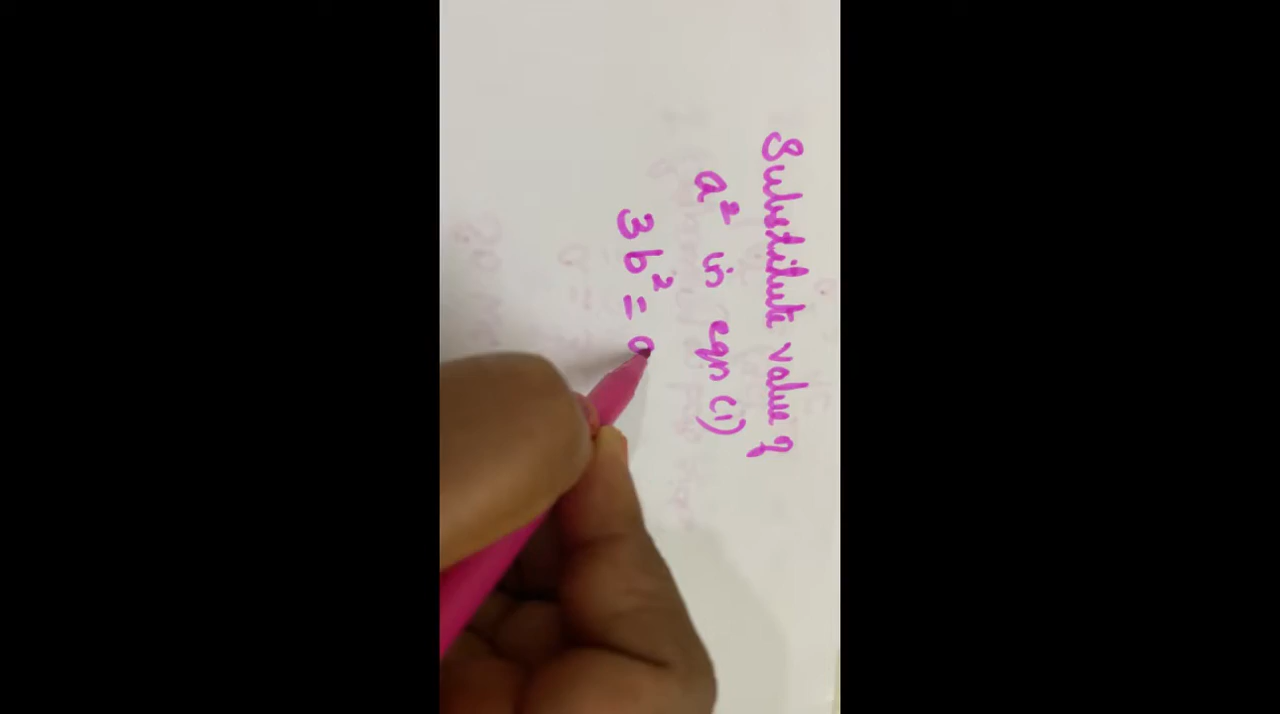 Substitute value of
a² in eqn (1)
3b² = a